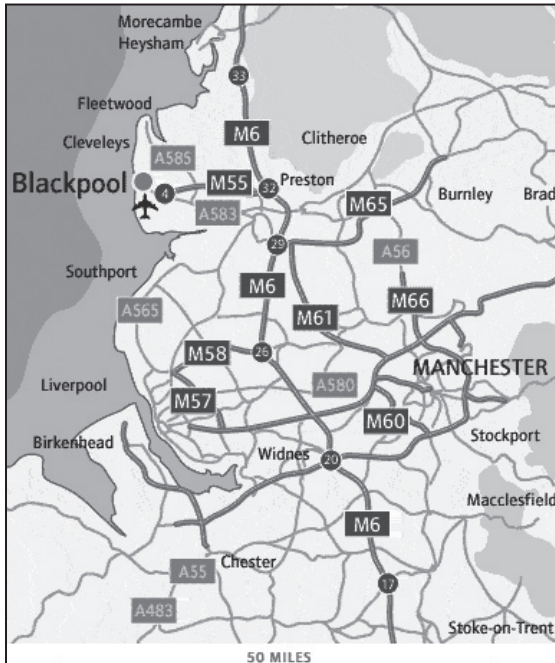 Morecambe
Heysham
33
Fleetwood
M6
Cleveleys
Clitheroe
A585
Blackpool
4
M55
32
Preston
M65
Burnley
Brad
A583
29
A56
Southport
M6
M66
A565
M61
M58
26
MANCHESTER
Liverpool
A580
M57
M60
Birkenhead
Widnes
20
Stockport
Macclesfield
M6
A55
Chester
17
A483
Stoke-on-Trent
50 MILES